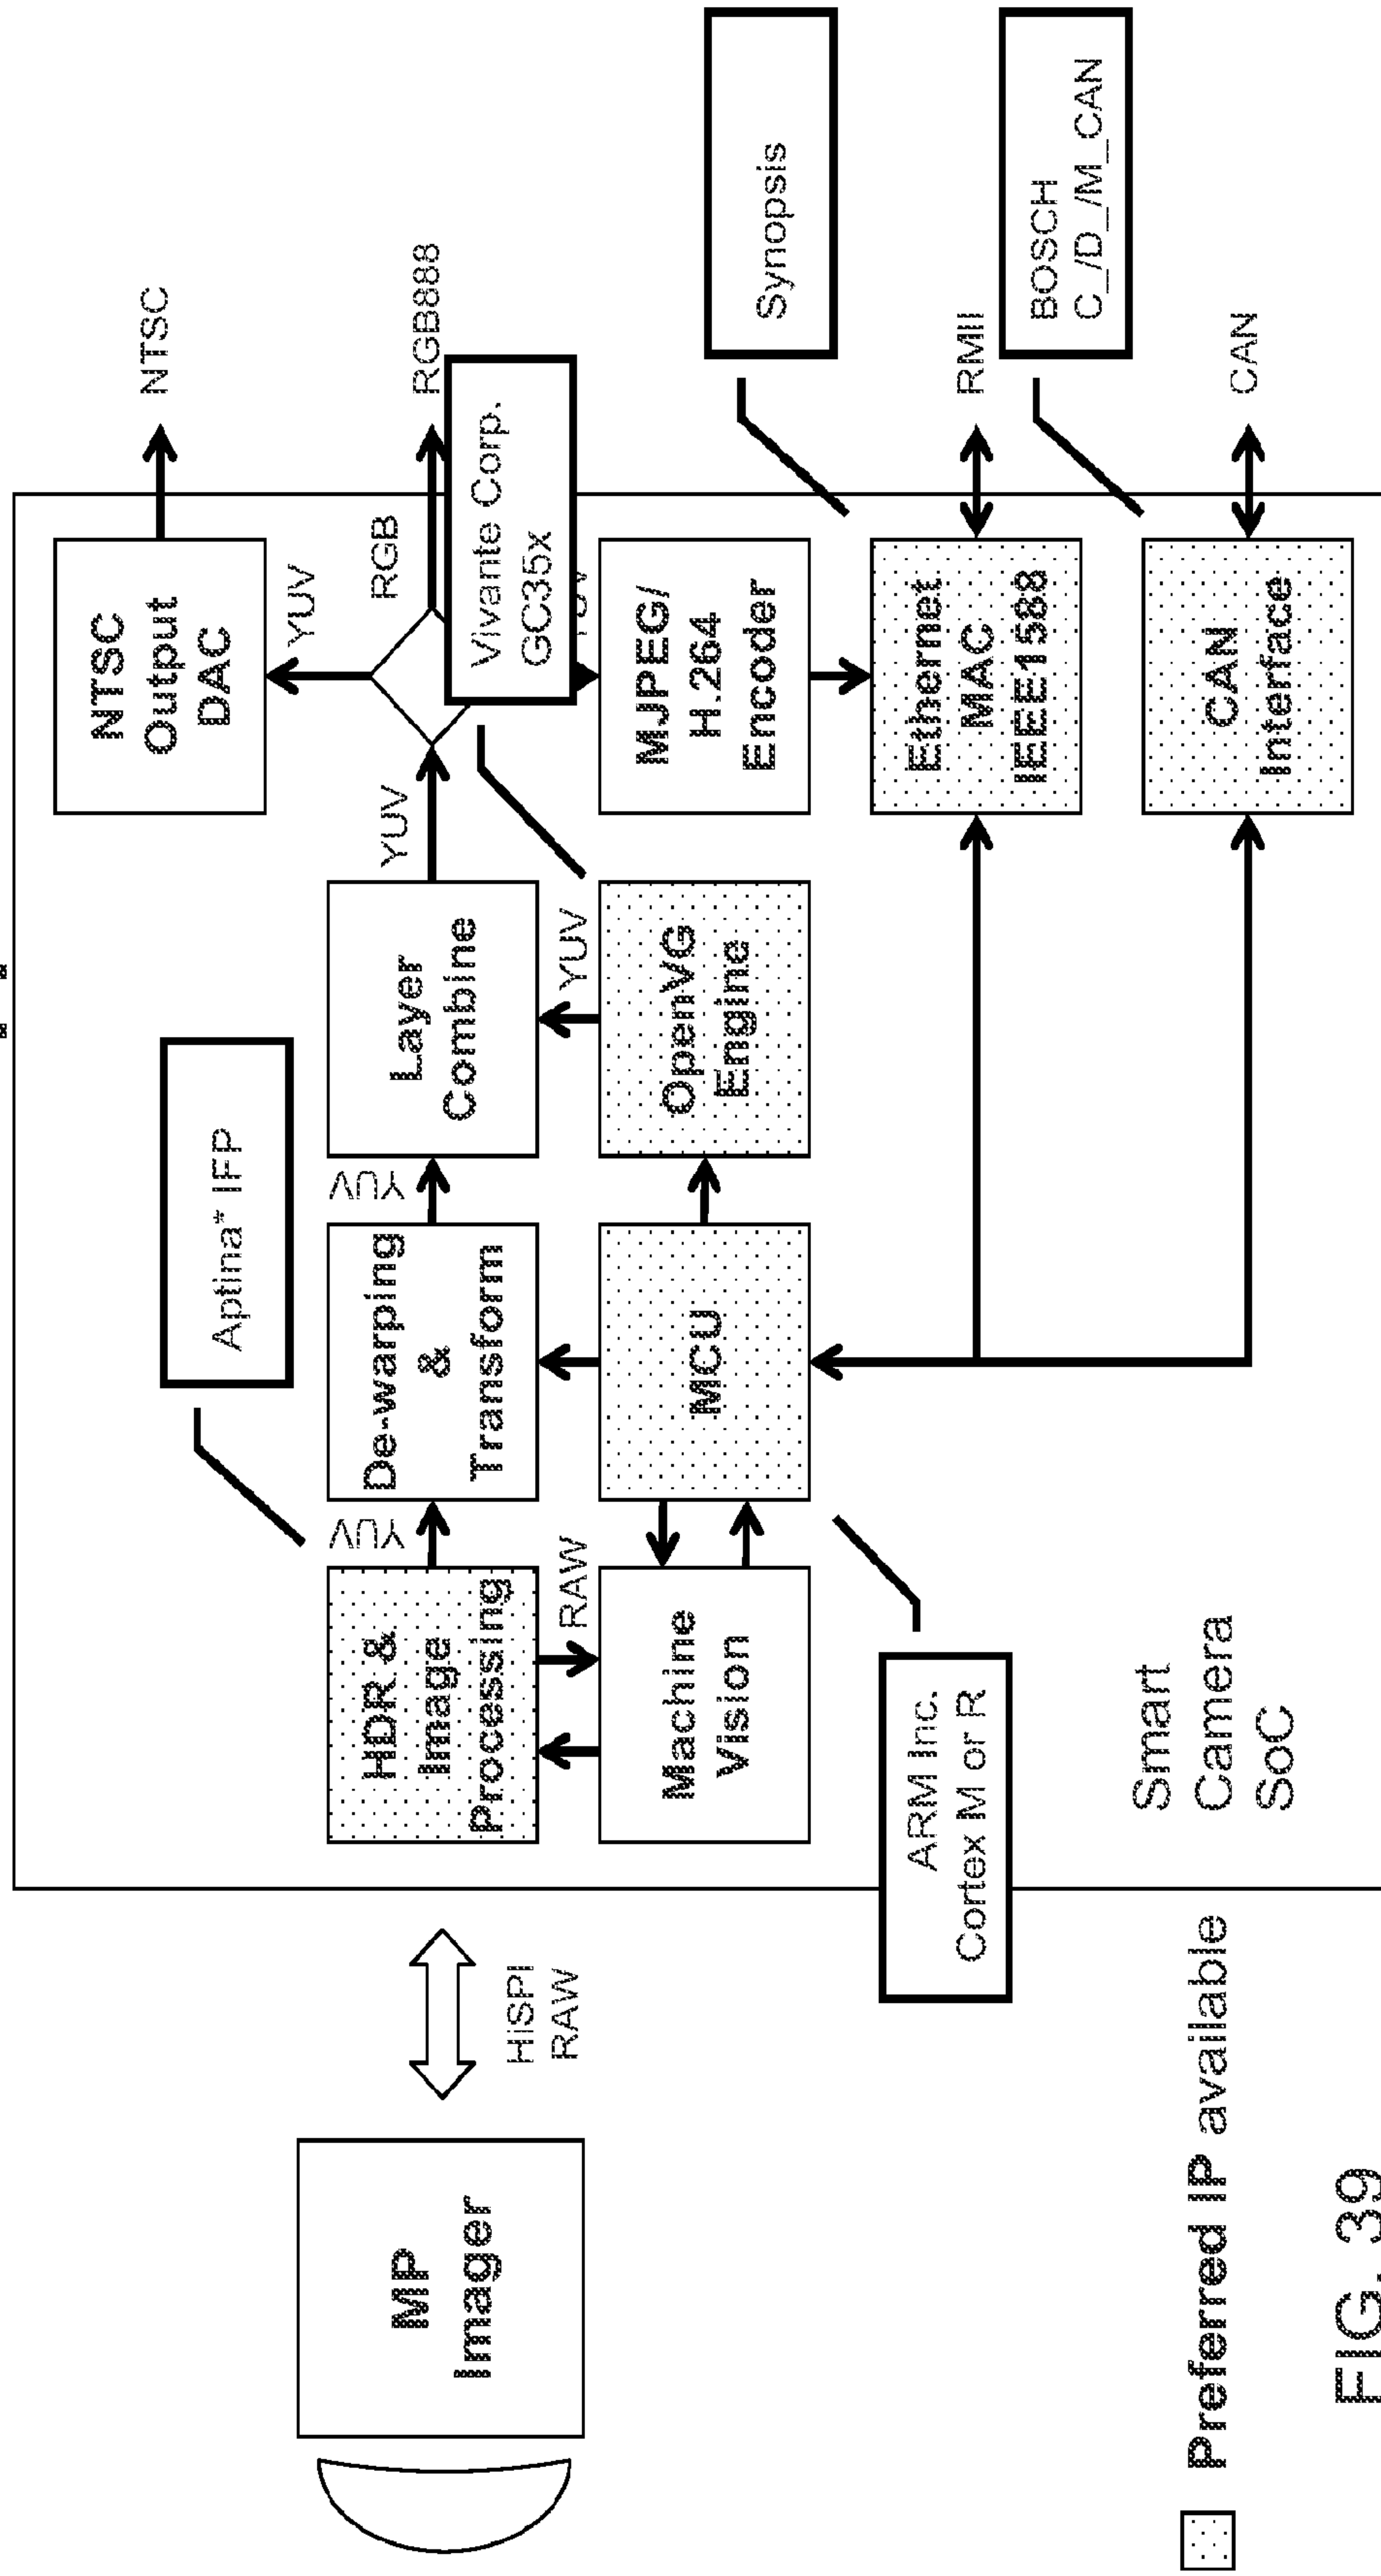 MP
Imager
HiSPI
RAW
Smart
Camera
SoC
HDR &
Image
Processing
YUV
De-warping
&
Transform
YUV
Layer
Combine
YUV
RGB
RGB888
YUV
NTSC
Output
DAC
NTSC
RAW
Machine
Vision
MCU
OpenVG
Engine
YUV
MJPEG/
H.264
Encoder
Ethernet
MAC
IEEE1588
RMII
CAN
Interface
CAN
Aptina* IFP
Vivante Corp.
GC35x
Synopsis
BOSCH
C_/D_/M_CAN
ARM Inc.
Cortex M or R
Preferred IP available
FIG. 39